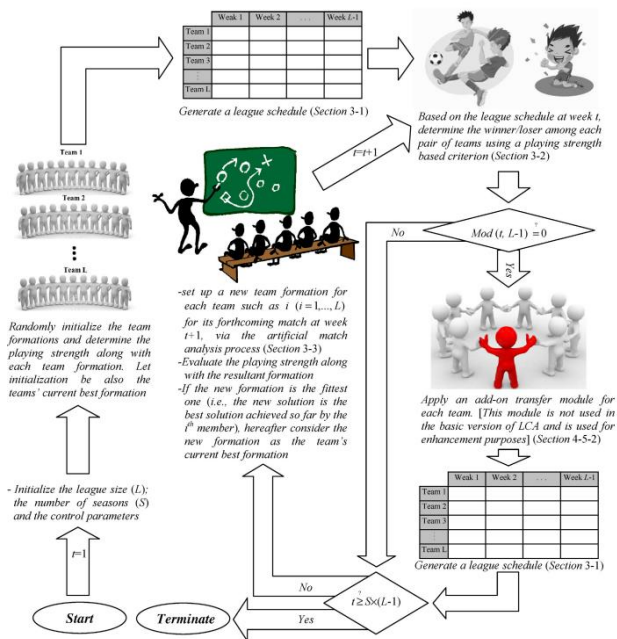 Weak 1 Week 2 . . . Week L-1
Team 1
Team 2
Team 3
⋮
Team L
Generate a league schedule (Section 3-1)
Based on the league schedule at week t,
determine the winner/loser among each
pair of teams using a playing strength
based criterion (Section 3-2)
Team 1
Team 2
Team L
Randomly initialize the team
formations and determine the
playing strength along with
each team formation. Let
initialization be also the
teams' current best formation
- Initialize the league size (L);
the number of seasons (S)
and the control parameters
t=1
Start
t=t+1
-set up a new team formation for
each team such as i (i = 1,..., L)
for its forthcoming match at week
t+1, via the artificial match
analysis process (Section 3-3)
-Evaluate the playing strength along
with the resultant formation
-If the new formation is the fittest
one (i.e., the new solution is the
best solution achieved so far by the
ith member), hereafter consider the
new formation as the team's
current best formation
Mod (t, L-1) = 0
?
No
Yes
Apply an add-on transfer module for
each team. [This module is not used in
the basic version of LCA and is used for
enhancement purposes] (Section 4-5-2)
Weak 1 Week 2 . . . Week L-1
Team 1
Team 2
Team 3
⋮
Team L
Generate a league schedule (Section 3-1)
?
t ≥ S×(L-1)
No
Yes
Terminate